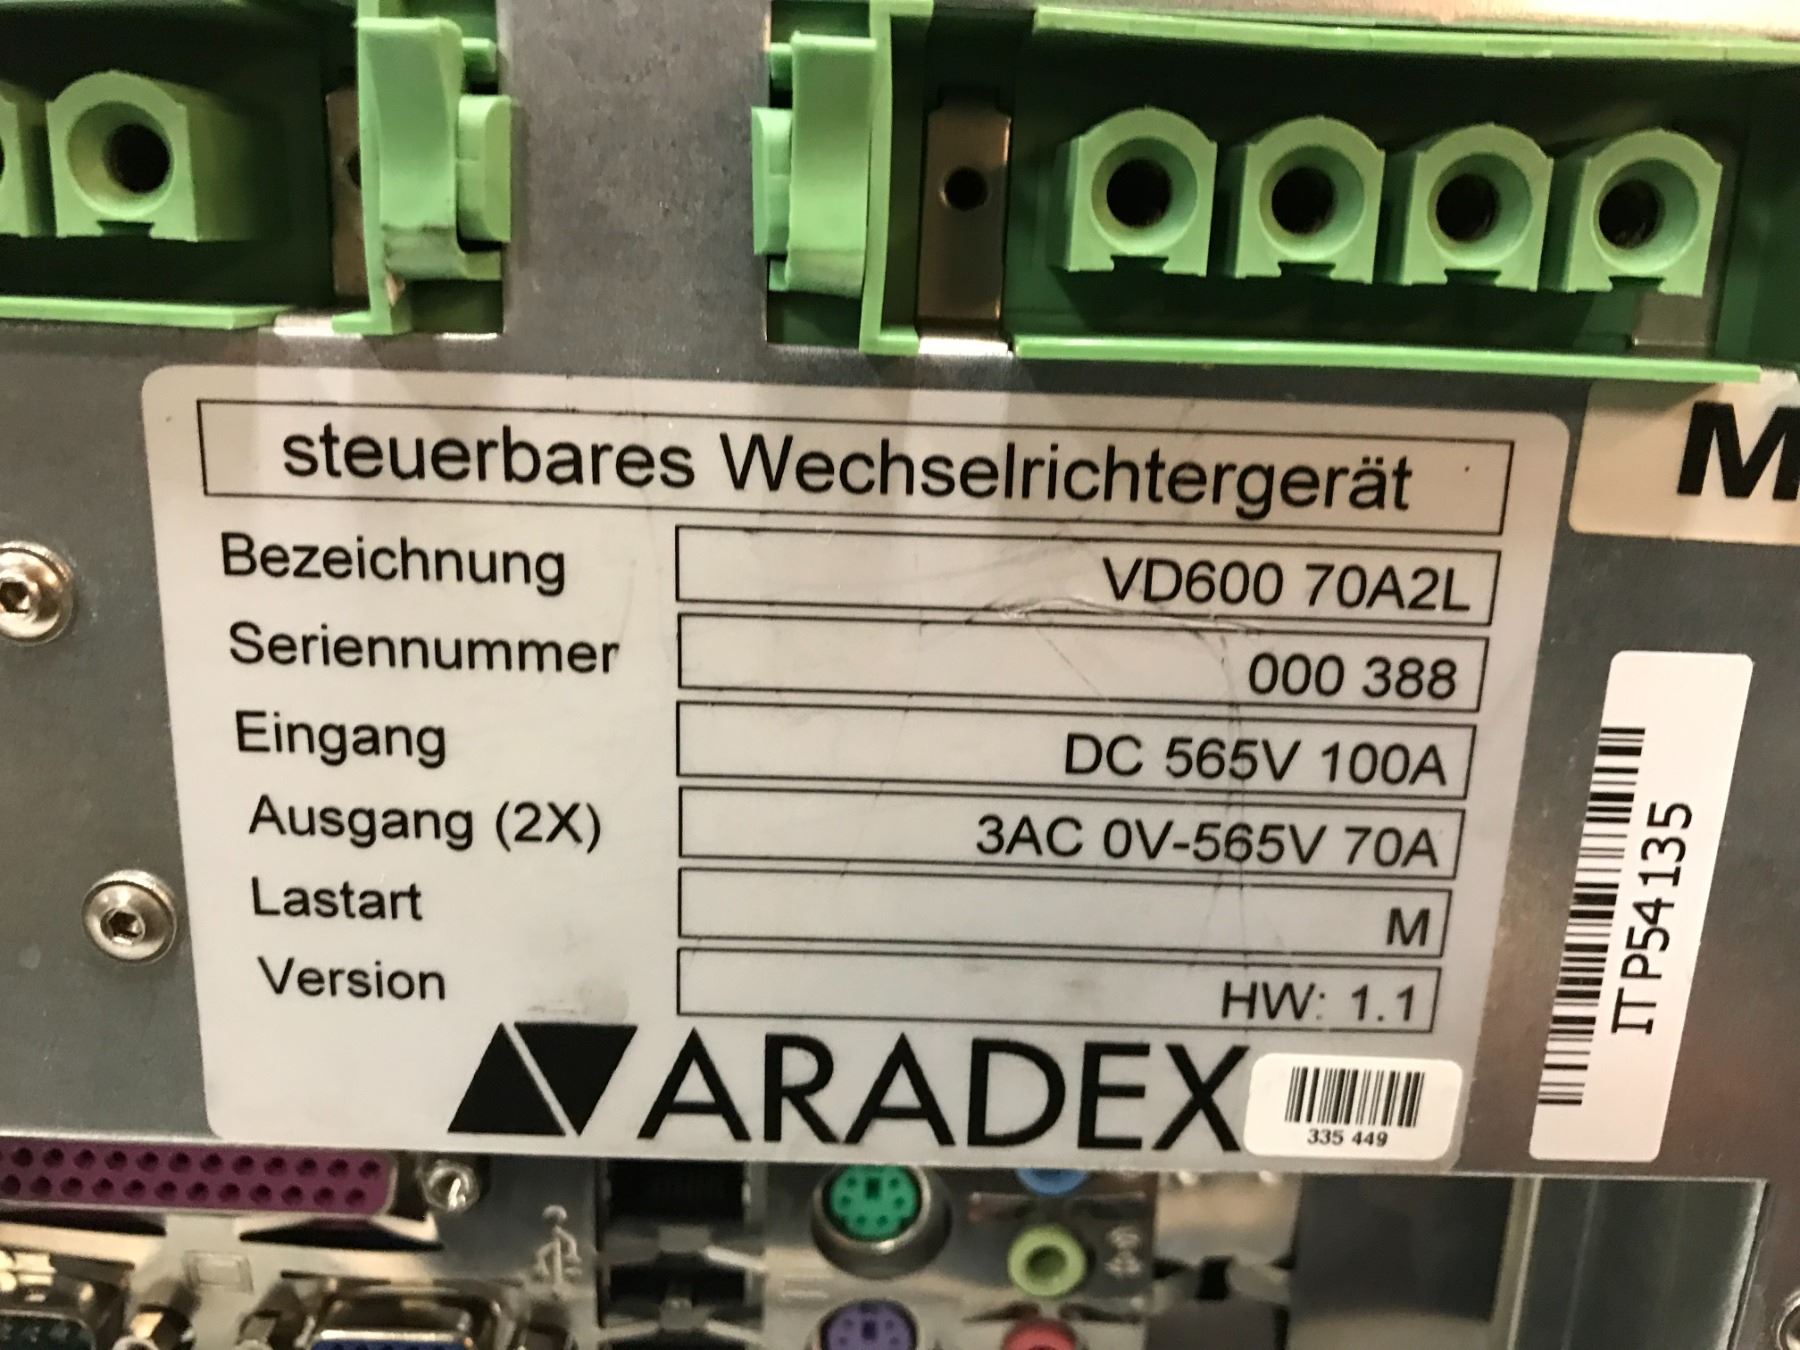 steuerbares Wechselrichtergerät
M
Bezeichnung VD600 70A2L
Seriennummer 000 388
Eingang DC 565V 100A
Ausgang (2X) 3AC 0V-565V 70A
Lastart M
Version HW: 1.1
ARADEX
335 449
ITP54135